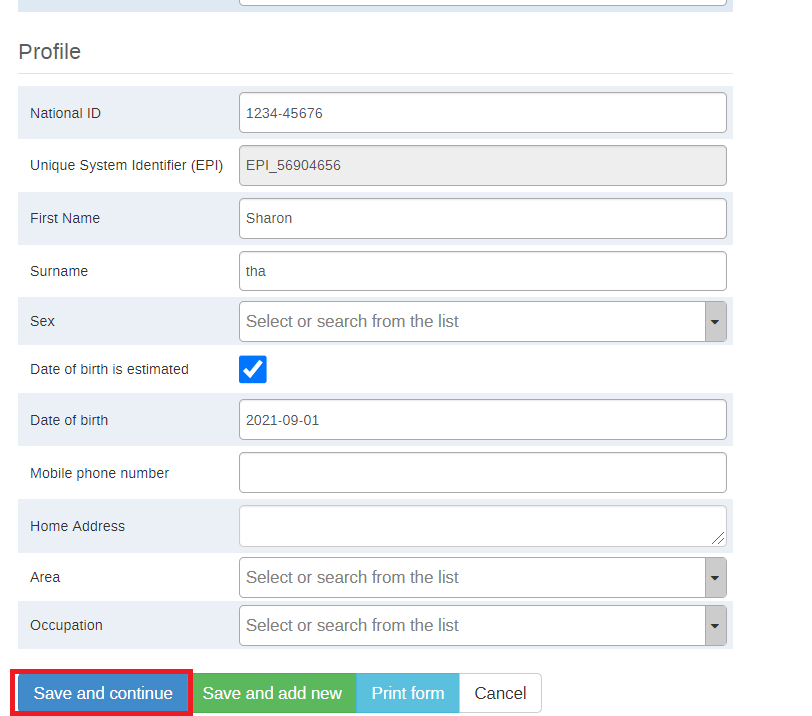 Profile
National ID 1234-45676
Unique System Identifier (EPI) EPI_56904656
First Name Sharon
Surname tha
Sex Select or search from the list
Date of birth is estimated
Date of birth 2021-09-01
Mobile phone number
Home Address
Area Select or search from the list
Occupation Select or search from the list
Save and continue Save and add new Print form Cancel